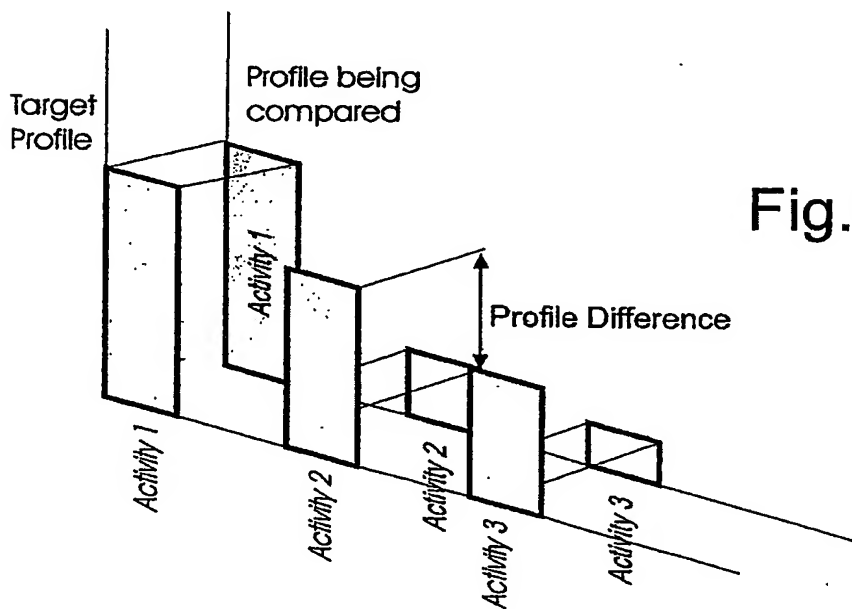 Target
Profile
Profile being
compared
Fig.
Activity 1
Profile Difference
Activity 1
Activity 2
Activity 2
Activity 3
Activity 3